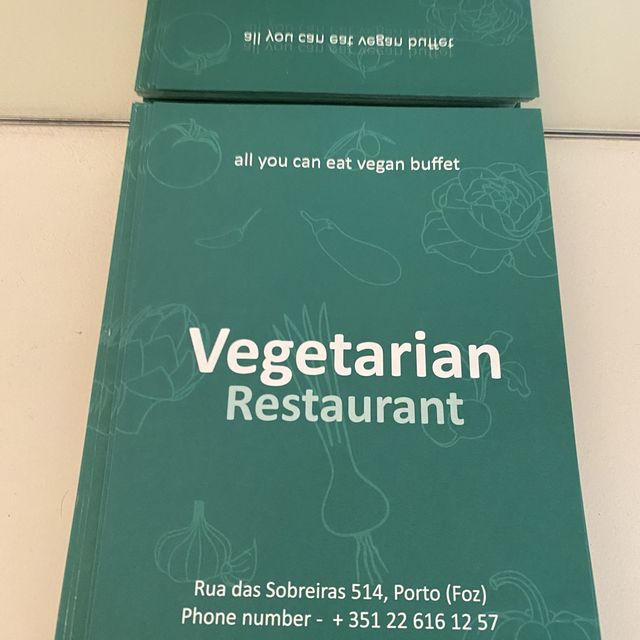 all you can eat vegan buffet
all you can eat vegan buffet
Vegetarian
Restaurant
Rua das Sobreiras 514, Porto (Foz)
Phone number - + 351 22 616 12 57